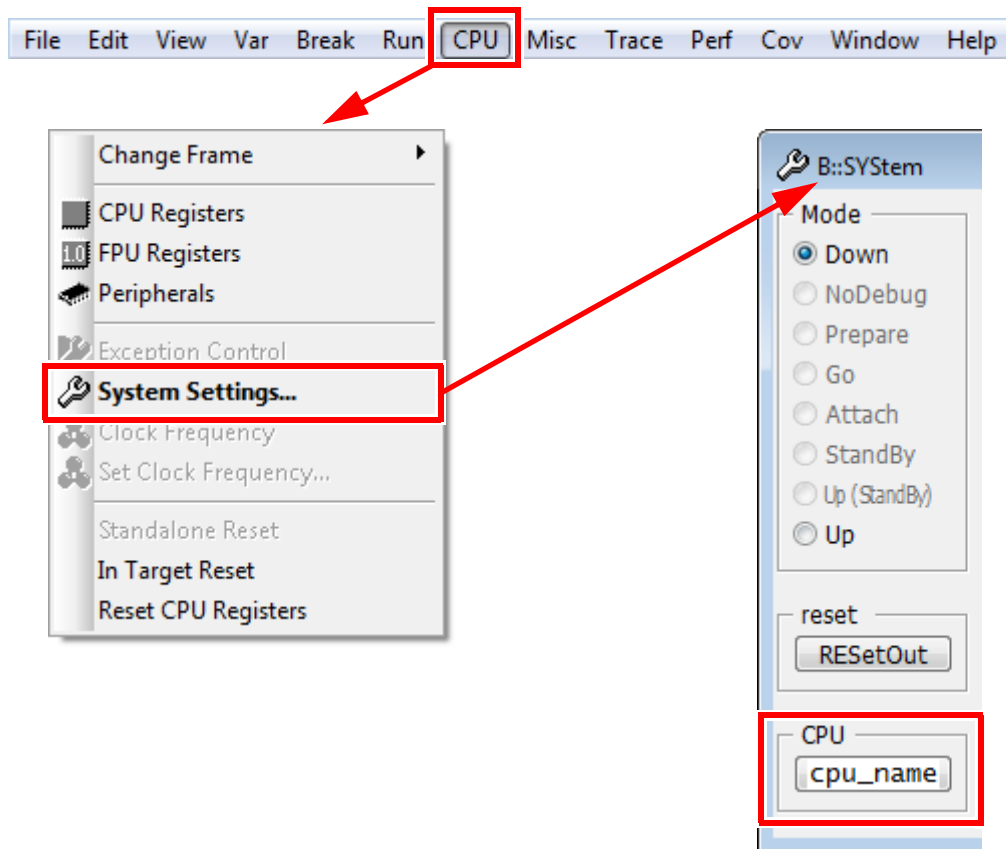 File Edit View Var Break Run CPU Misc Trace Perf Cov Window Help
Change Frame
CPU Registers
1.0 FPU Registers
Peripherals
Exception Control
System Settings...
Clock Frequency
Set Clock Frequency...
Standalone Reset
In Target Reset
Reset CPU Registers
B::SYStem
Mode
Down
NoDebug
Prepare
Go
Attach
StandBy
Up (StandBy)
Up
reset
RESetOut
CPU
cpu_name